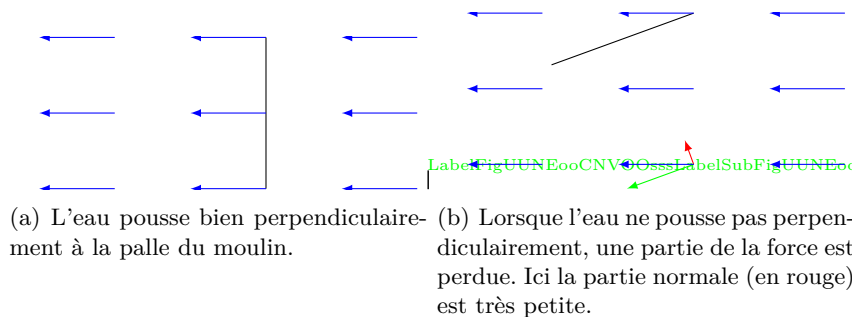 LabelFigUUNEooCNVOOsssLabelSubFigUUNEoo
(a) L'eau pousse bien perpendiculaire-
ment à la palle du moulin.
(b) Lorsque l'eau ne pousse pas perpen-
diculairement, une partie de la force est
perdue. Ici la partie normale (en rouge)
est très petite.